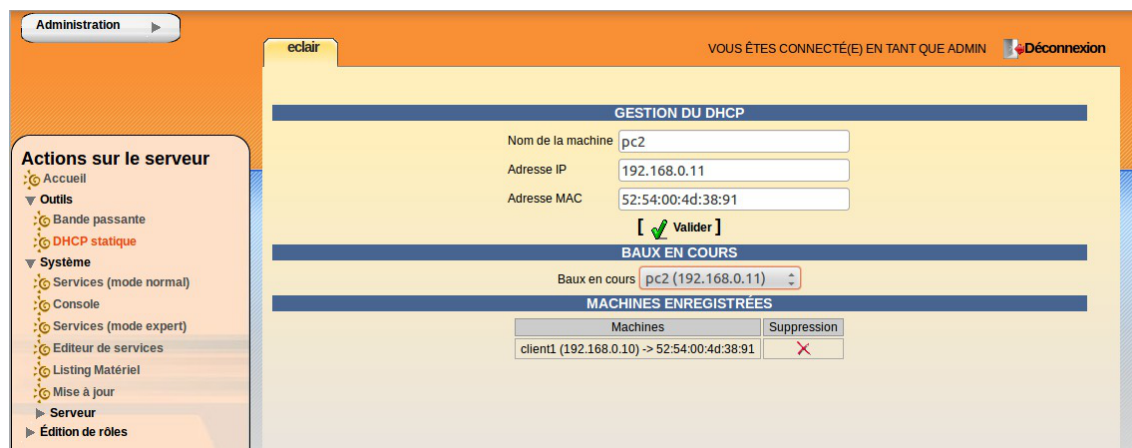 Administration
eclair
VOUS ÊTES CONNECTÉ(E) EN TANT QUE ADMIN
Déconnexion
Actions sur le serveur
Accueil
Outils
Bande passante
DHCP statique
Système
Services (mode normal)
Console
Services (mode expert)
Editeur de services
Listing Matériel
Mise à jour
Serveur
Édition de rôles
GESTION DU DHCP
Nom de la machine pc2
Adresse IP 192.168.0.11
Adresse MAC 52:54:00:4d:38:91
[ Valider ]
BAUX EN COURS
Baux en cours pc2 (192.168.0.11)
MACHINES ENREGISTRÉES
Machines Suppression
client1 (192.168.0.10) -> 52:54:00:4d:38:91